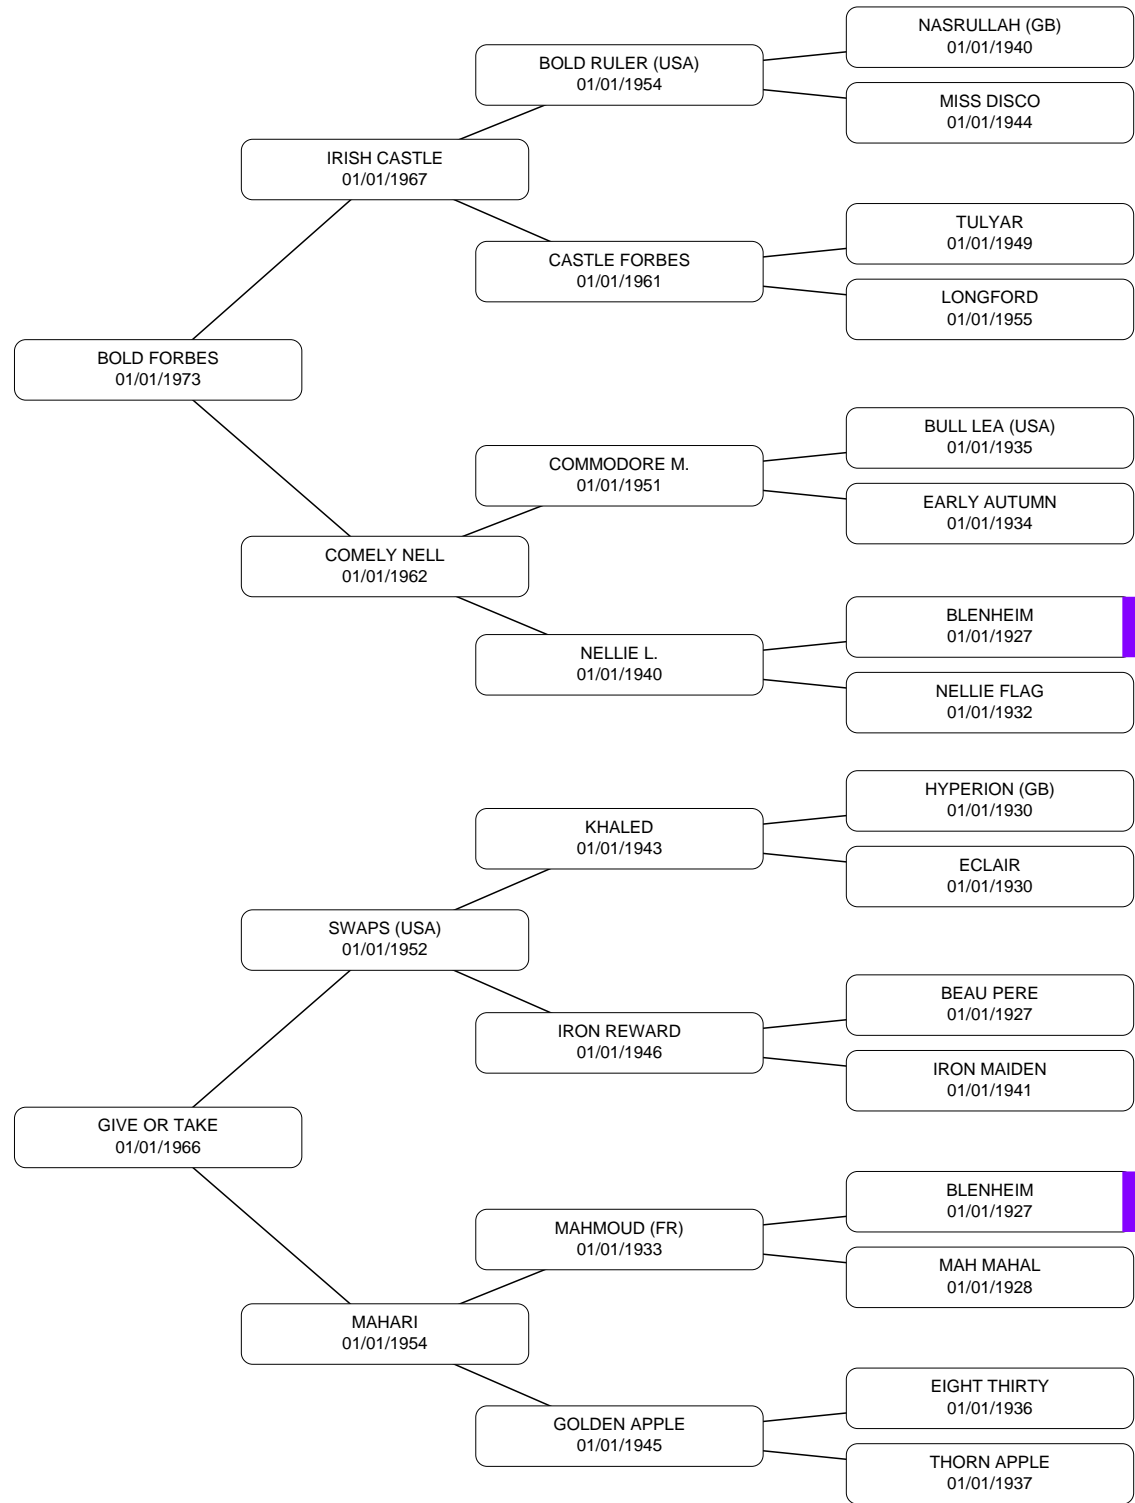 NASRULLAH (GB)
01/01/1940
BOLD RULER (USA)
01/01/1954
MISS DISCO
01/01/1944
IRISH CASTLE
01/01/1967
TULYAR
01/01/1949
CASTLE FORBES
01/01/1961
LONGFORD
01/01/1955
BOLD FORBES
01/01/1973
BULL LEA (USA)
01/01/1935
COMMODORE M.
01/01/1951
EARLY AUTUMN
01/01/1934
COMELY NELL
01/01/1962
BLENHEIM
01/01/1927
NELLIE L.
01/01/1940
NELLIE FLAG
01/01/1932
HYPERION (GB)
01/01/1930
KHALED
01/01/1943
ECLAIR
01/01/1930
SWAPS (USA)
01/01/1952
BEAU PERE
01/01/1927
IRON REWARD
01/01/1946
IRON MAIDEN
01/01/1941
GIVE OR TAKE
01/01/1966
BLENHEIM
01/01/1927
MAHMOUD (FR)
01/01/1933
MAH MAHAL
01/01/1928
MAHARI
01/01/1954
EIGHT THIRTY
01/01/1936
GOLDEN APPLE
01/01/1945
THORN APPLE
01/01/1937